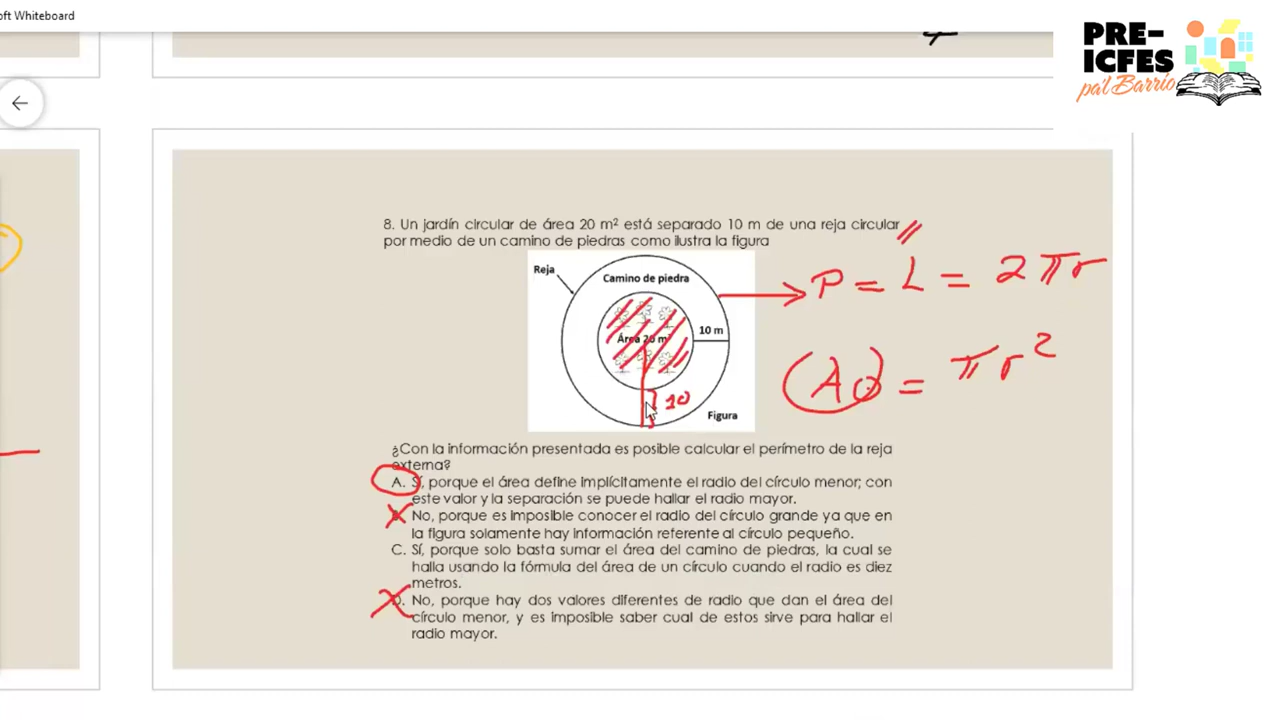 oft Whiteboard
PRE-
ICFES
pa'l Barrio
8. Un jardín circular de área 20 m² está separado 10 m de una reja circular
por medio de un camino de piedras como ilustra la figura
Reja
Camino de piedra
Área 20 m²
10 m
10
Figura
P = L = 2πr
A = πr²
¿Con la información presentada es posible calcular el perímetro de la reja
externa?
A. Sí, porque el área define implícitamente el radio del círculo menor; con
este valor y la separación se puede hallar el radio mayor.
B. No, porque es imposible conocer el radio del círculo grande ya que en
la figura solamente hay información referente al círculo pequeño.
C. Sí, porque solo basta sumar el área del camino de piedras, la cual se
halla usando la fórmula del área de un círculo cuando el radio es diez
metros.
D. No, porque hay dos valores diferentes de radio que dan el área del
círculo menor, y es imposible saber cual de estos sirve para hallar el
radio mayor.